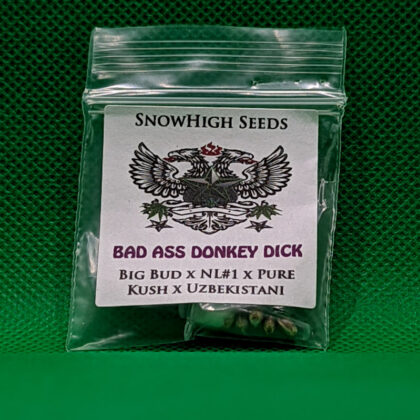 SnowHigh Seeds
BAD ASS DONKEY DICK
Big Bud x NL#1 x Pure
Kush x Uzbekistani